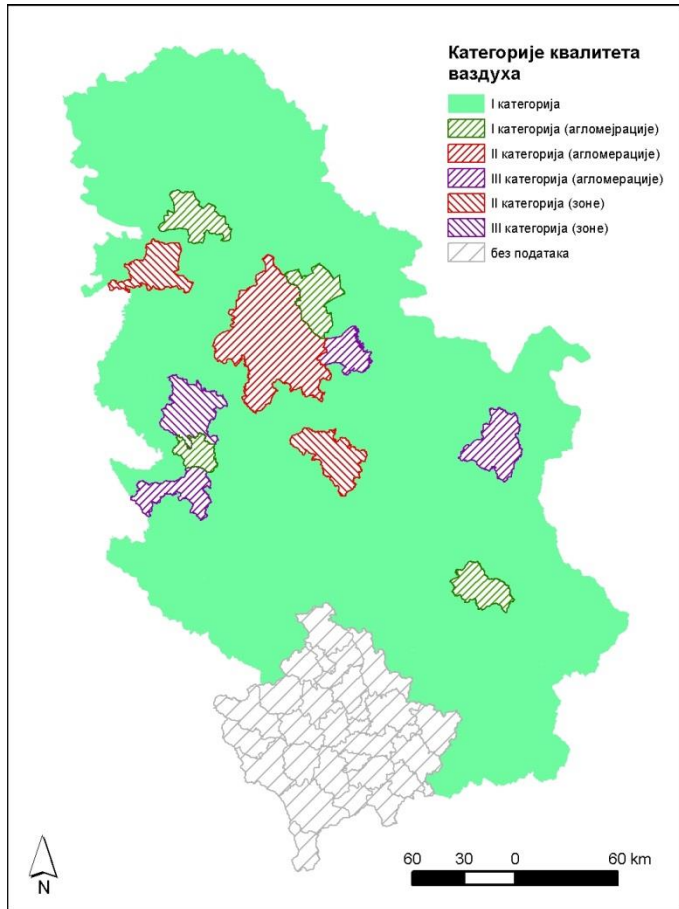 Категорије квалитета
ваздуха
I категорија
I категорија (агломејрације)
II категорија (агломерације)
III категорија (агломерације)
II категорија (зоне)
III категорија (зоне)
без података
60 30 0 60 km
N